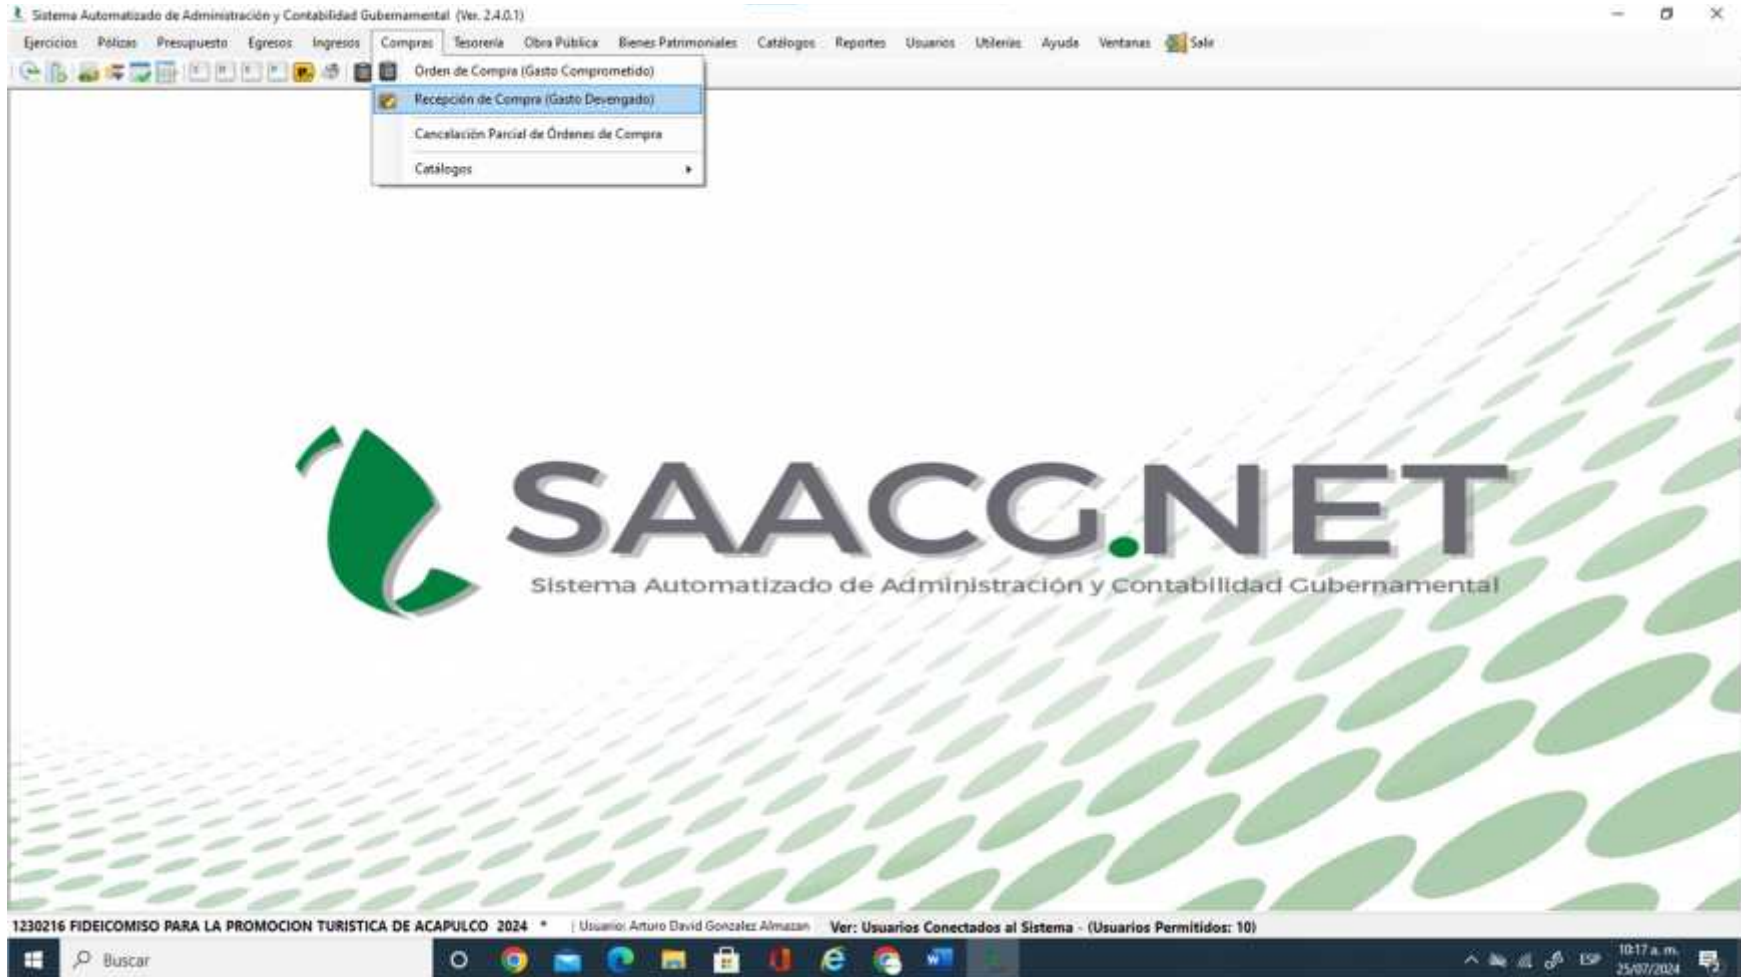 Sistema Automatizado de Administración y Contabilidad Gubernamental (Ver. 2.4.0.1)
Ejercicios Pólizas Presupuesto Egresos Ingresos Compras Tesorería Obra Pública Bienes Patrimoniales Catálogos Reportes Usuarios Utilerías Ayuda Ventanas Salir
Orden de Compra (Gasto Comprometido)
Recepción de Compra (Gasto Devengado)
Cancelación Parcial de Órdenes de Compra
Catálogos
SAACG.NET
Sistema Automatizado de Administración y Contabilidad Gubernamental
1230216 FIDEICOMISO PARA LA PROMOCION TURISTICA DE ACAPULCO 2024 * | Usuario: Arturo David Gonzalez Almazan Ver: Usuarios Conectados al Sistema - (Usuarios Permitidos: 10)
Buscar
ESP
10:17 a. m.
25/07/2024